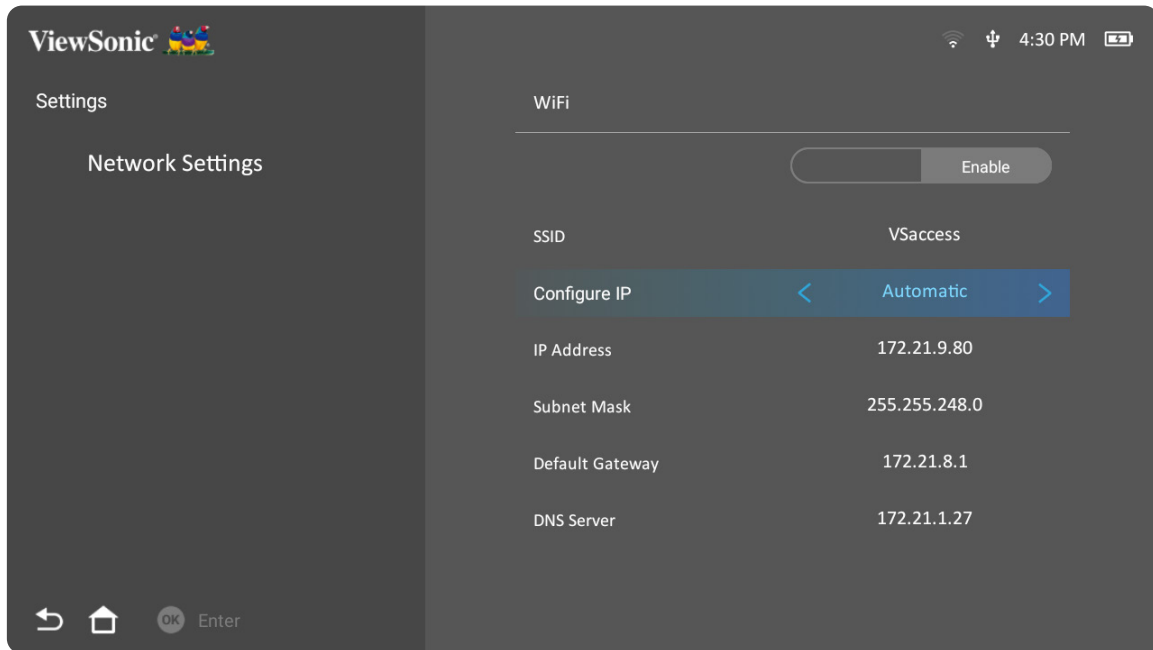 ViewSonic
4:30 PM
Settings
Network Settings
WiFi
Enable
SSID VSaccess
Configure IP Automatic
IP Address 172.21.9.80
Subnet Mask 255.255.248.0
Default Gateway 172.21.8.1
DNS Server 172.21.1.27
OK Enter